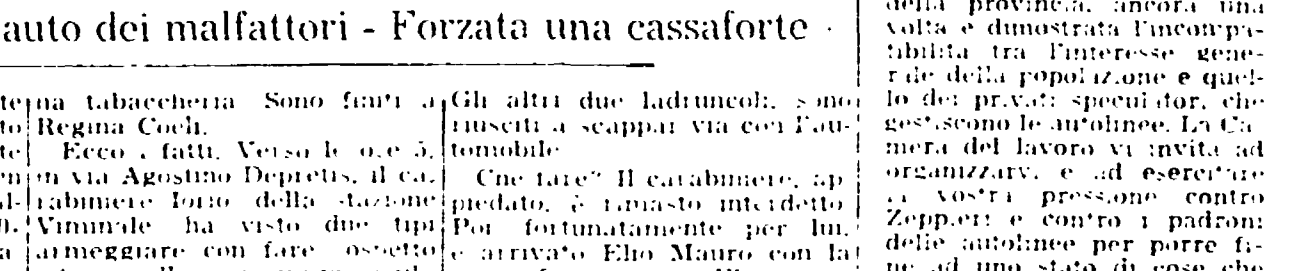 auto dei malfattori - Forzata una cassaforte
na tabaccheria Sono finiti a
Regina Coeli.
Ecco i fatti. Verso le ore 5,
in via Agostino Depretis, il ca-
rabiniere Iorio della stazione
Viminale ha visto due tipi
armeggiare con fare sospetto
Gli altri due ladruncoli, sono
riusciti a scappar via con l'au-
tomobile
Che fare? Il carabiniere, ap
piedato, è rimasto interdetto
Poi fortunatamente per lui,
è arrivato Elio Mauro con la
della provincia, ancora una
volta è dimostrata l'incompa-
tibilità tra l'interesse gene-
rale della popolazione e quel-
lo dei privati speculator, che
gestiscono le autolinee. La Ca
mera del lavoro vi invita ad
organizzarv, e ad esercitare
la vostra pressione contro
Zeppieri e contro i padroni
delle autolinee per porre fi-
ne ad uno stato di cose che